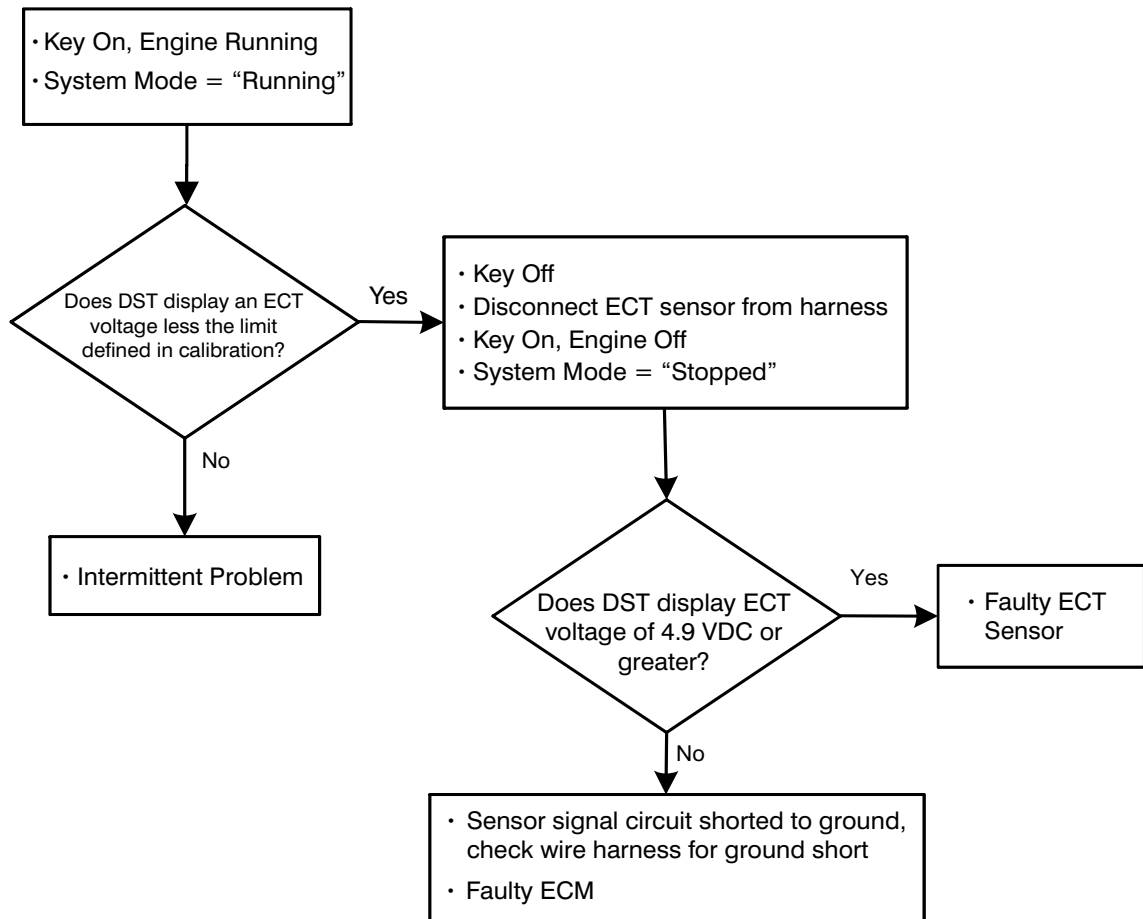 · Key On, Engine Running
· System Mode = “Running”
Does DST display an ECT
voltage less the limit
defined in calibration?
Yes
· Key Off
· Disconnect ECT sensor from harness
· Key On, Engine Off
· System Mode = “Stopped”
No
· Intermittent Problem
Does DST display ECT
voltage of 4.9 VDC or
greater?
Yes
· Faulty ECT
Sensor
No
· Sensor signal circuit shorted to ground,
check wire harness for ground short
· Faulty ECM